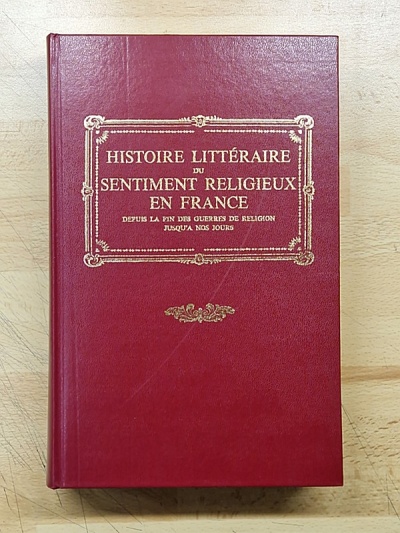 HISTOIRE LITTÉRAIRE
DU
SENTIMENT RELIGIEUX
EN FRANCE
DEPUIS LA FIN DES GUERRES DE RELIGION
JUSQU'A NOS JOURS